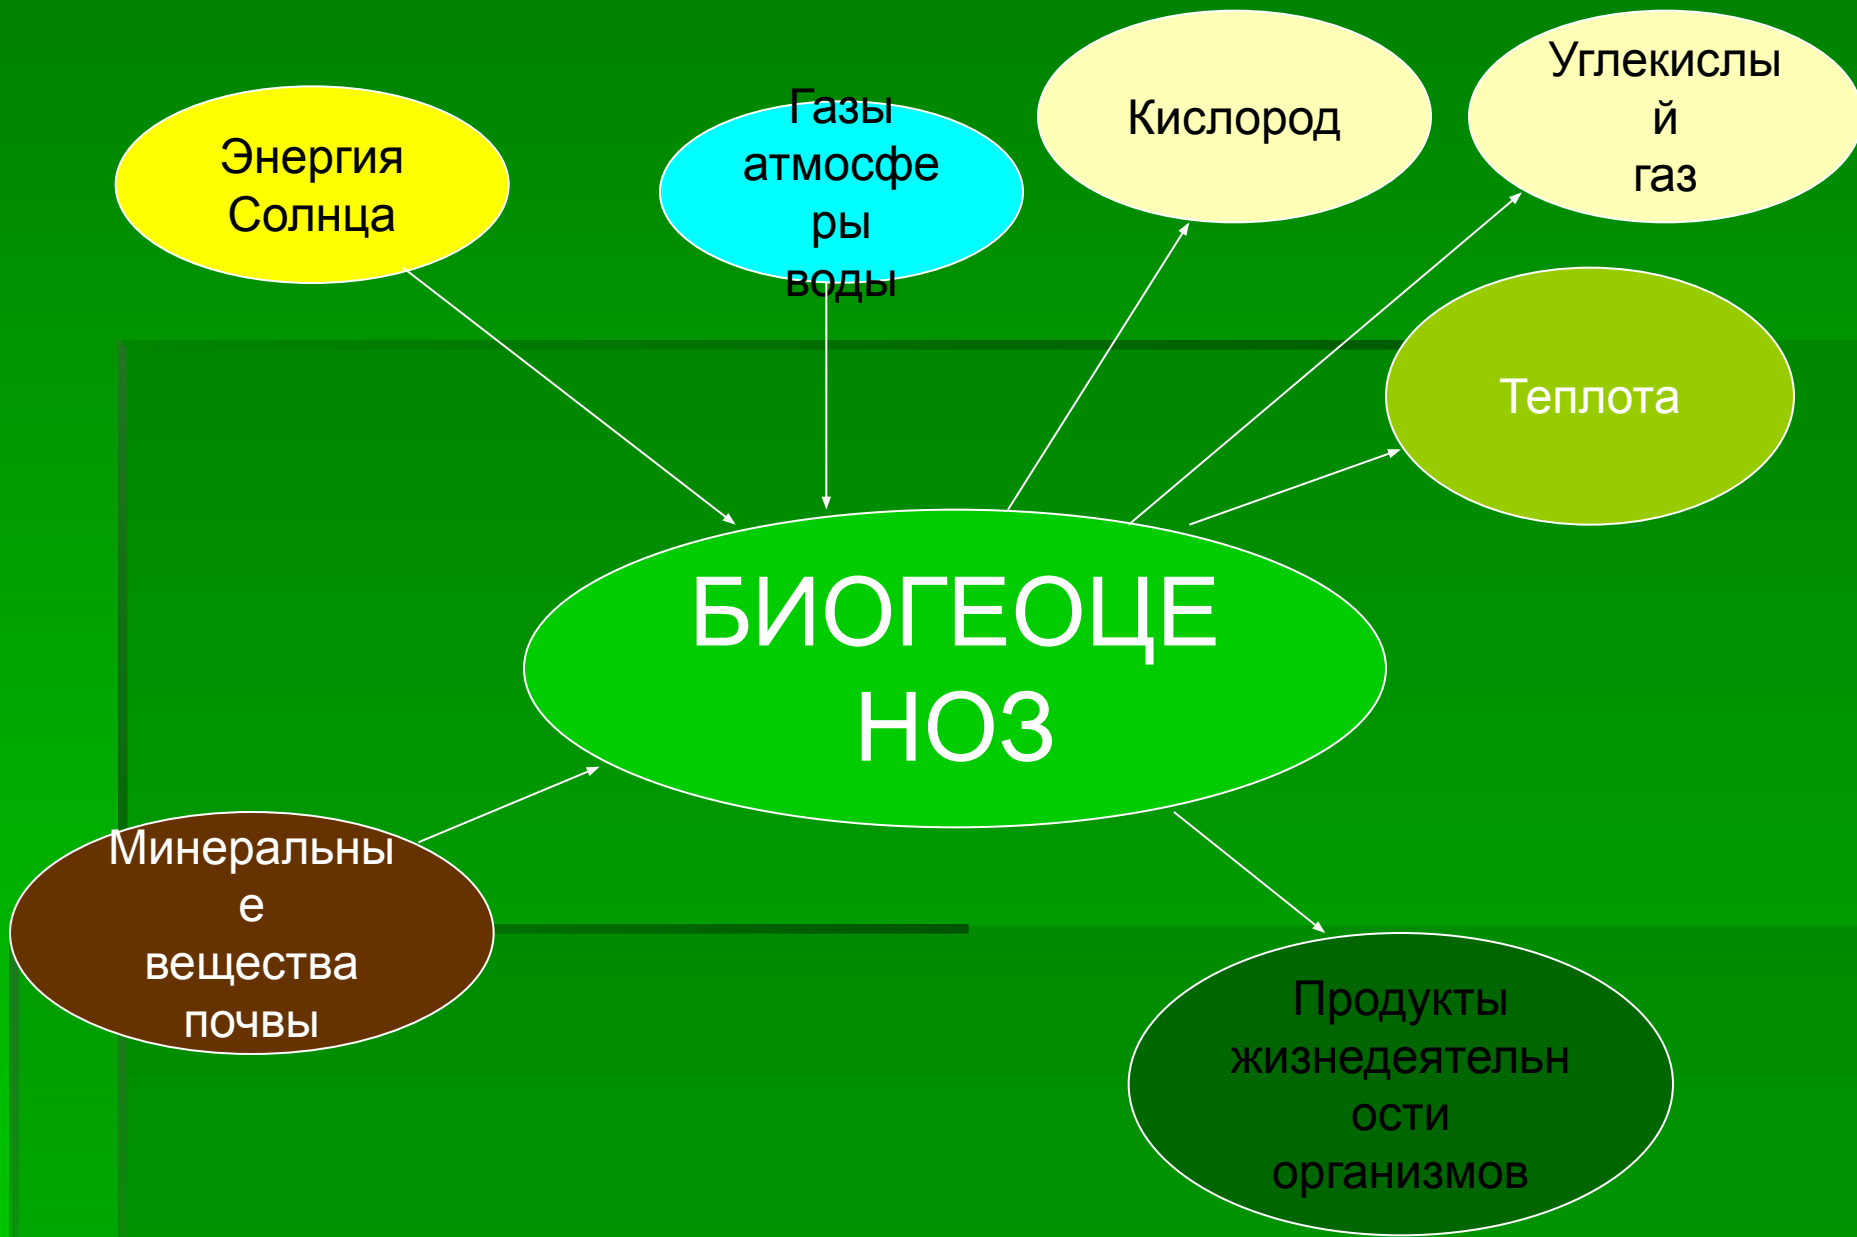 Энергия
Солнца
Газы
атмосфе
ры
воды
Кислород
Углекислы
й
газ
Теплота
БИОГЕОЦЕ
НОЗ
Минеральны
е
вещества
почвы
Продукты
жизнедеятельн
ости
организмов